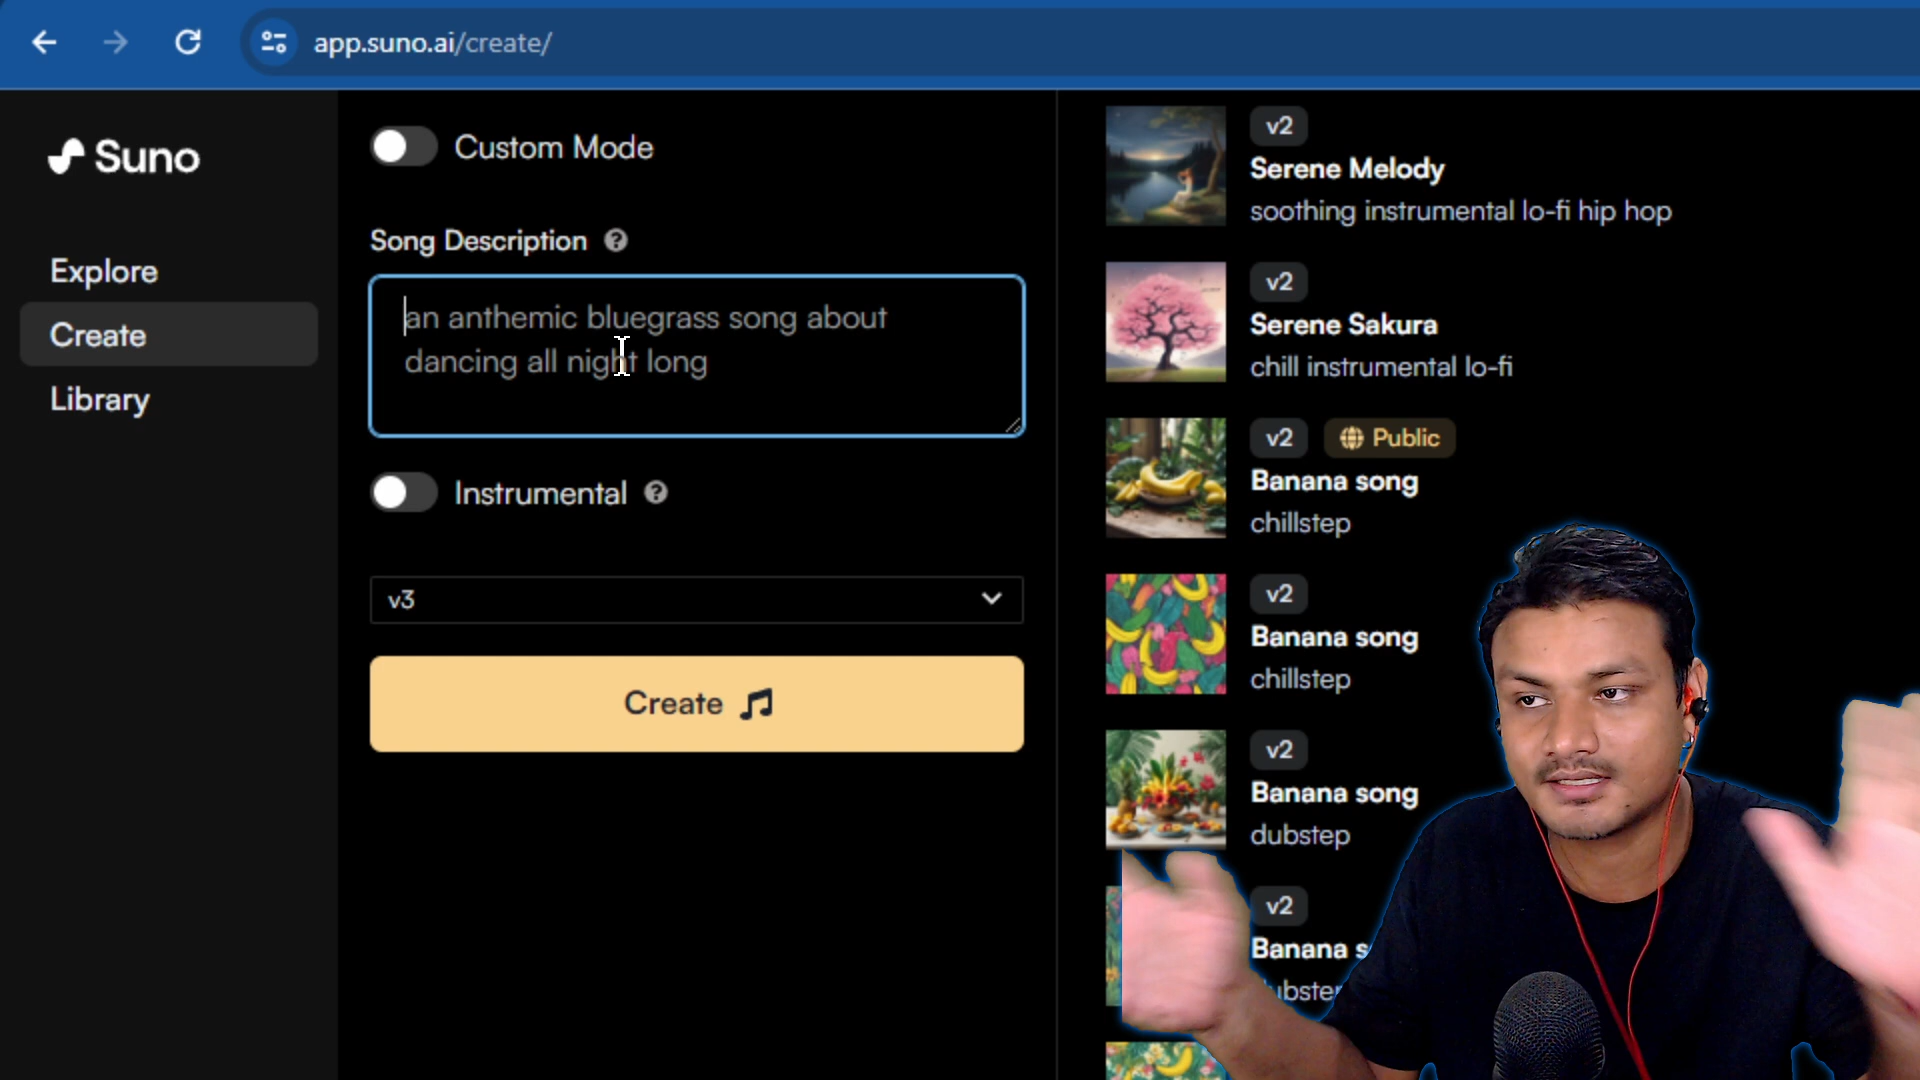 app.suno.ai/create/
Suno
Explore
Create
Library
Custom Mode
Song Description
an anthemic bluegrass song about
dancing all night long
Instrumental
v3
Create
v2
Serene Melody
soothing instrumental lo-fi hip hop
v2
Serene Sakura
chill instrumental lo-fi
v2 Public
Banana song
chillstep
v2
Banana song
chillstep
v2
Banana song
dubstep
v2
Banana s
ubste